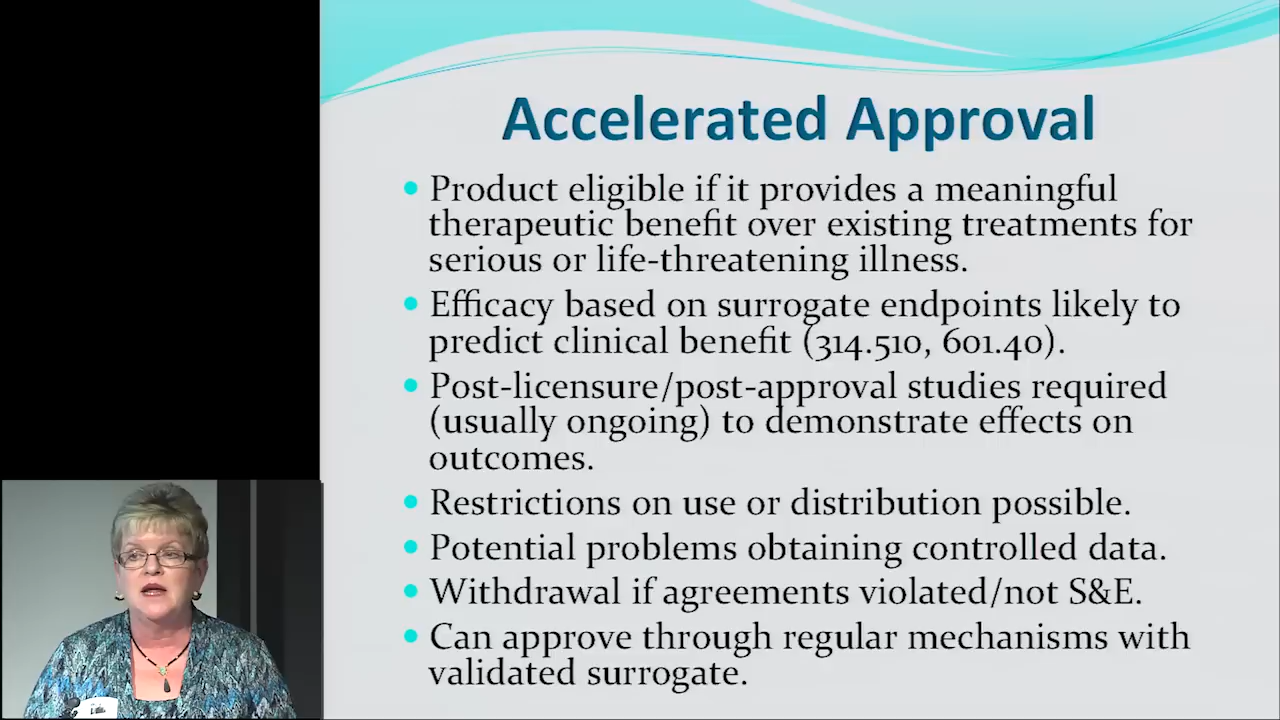 Accelerated Approval
• Product eligible if it provides a meaningful
therapeutic benefit over existing treatments for
serious or life-threatening illness.
• Efficacy based on surrogate endpoints likely to
predict clinical benefit (314.510, 601.40).
• Post-licensure/post-approval studies required
(usually ongoing) to demonstrate effects on
outcomes.
• Restrictions on use or distribution possible.
• Potential problems obtaining controlled data.
• Withdrawal if agreements violated/not S&E.
• Can approve through regular mechanisms with
validated surrogate.